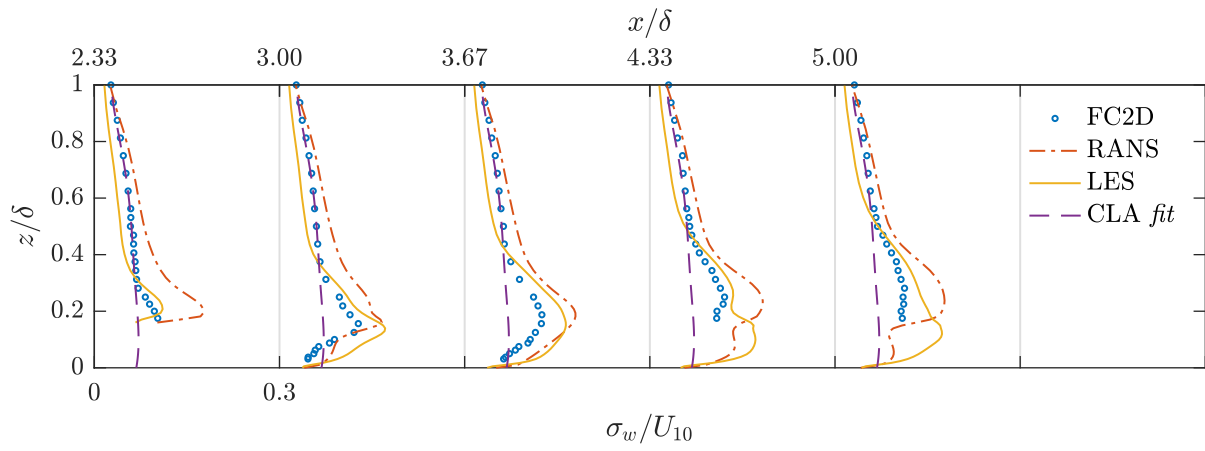 x/δ
2.33 3.00 3.67 4.33 5.00
1
0.8
0.6
0.4
0.2
0
z/δ
FC2D
RANS
LES
CLA fit
0 0.3
σ_w/U_10